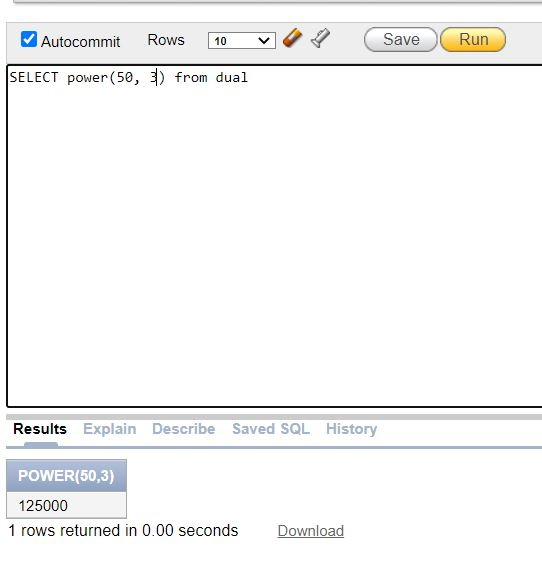 Autocommit Rows 10 Save Run
SELECT power(50, 3) from dual
Results Explain Describe Saved SQL History
POWER(50,3)
125000
1 rows returned in 0.00 seconds Download